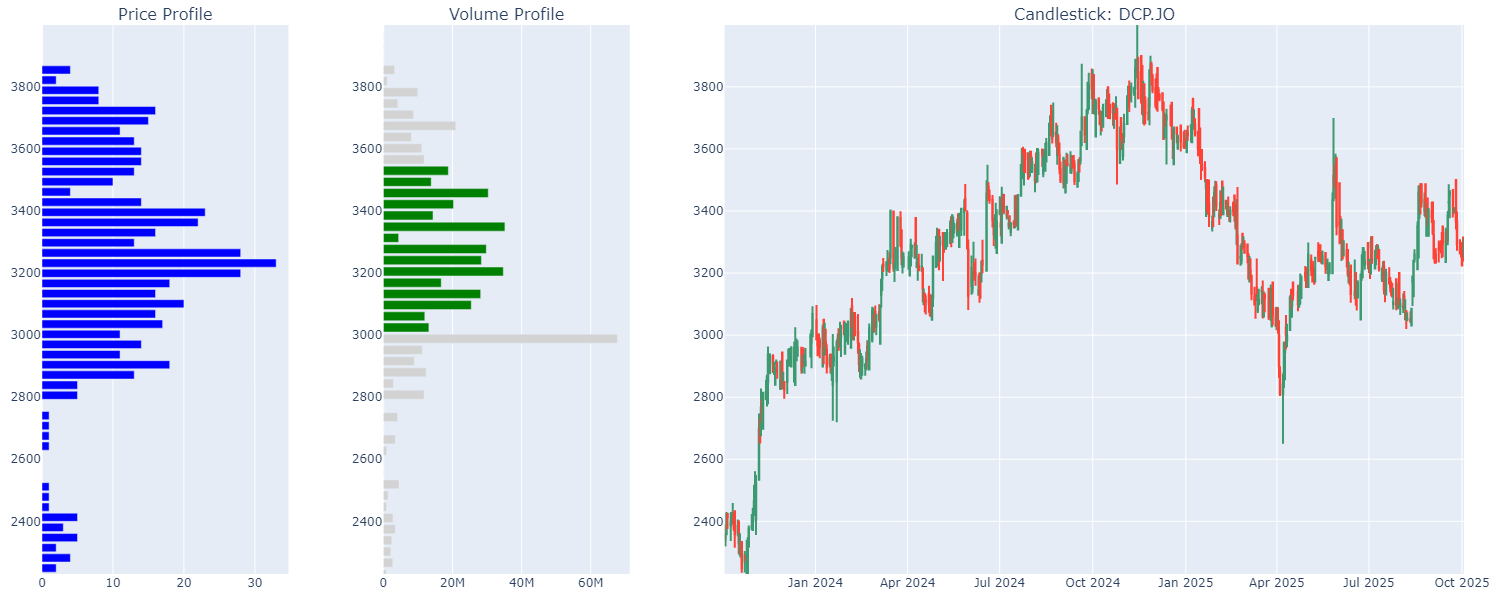 Price Profile
Volume Profile
Candlestick: DCP.JO
3800
3600
3400
3200
3000
2800
2600
2400
0
10
20
30
3800
3600
3400
3200
3000
2800
2600
2400
0
20M
40M
60M
3800
3600
3400
3200
3000
2800
2600
2400
Jan 2024
Apr 2024
Jul 2024
Oct 2024
Jan 2025
Apr 2025
Jul 2025
Oct 2025